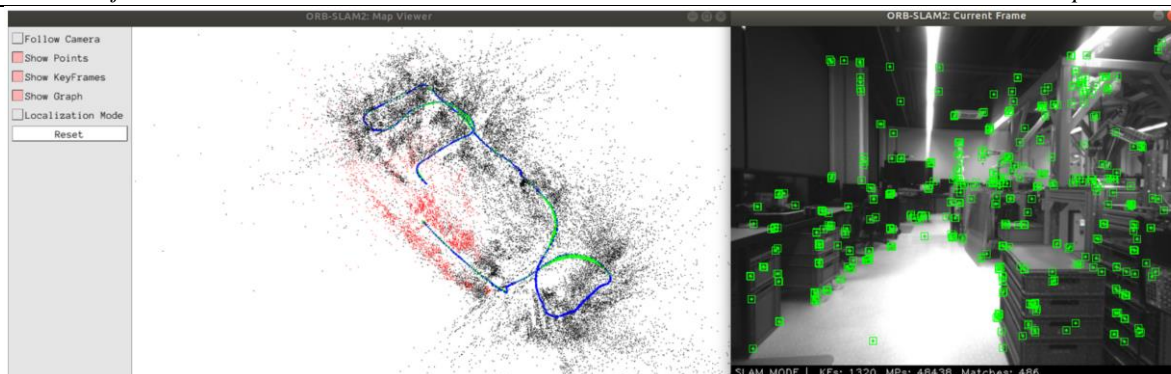 ORB-SLAM2: Map Viewer
Follow Camera
Show Points
Show KeyFrames
Show Graph
Localization Mode
Reset
ORB-SLAM2: Current Frame
SLAM MODE | KFs: 1320, MPs: 48438, Matches: 486